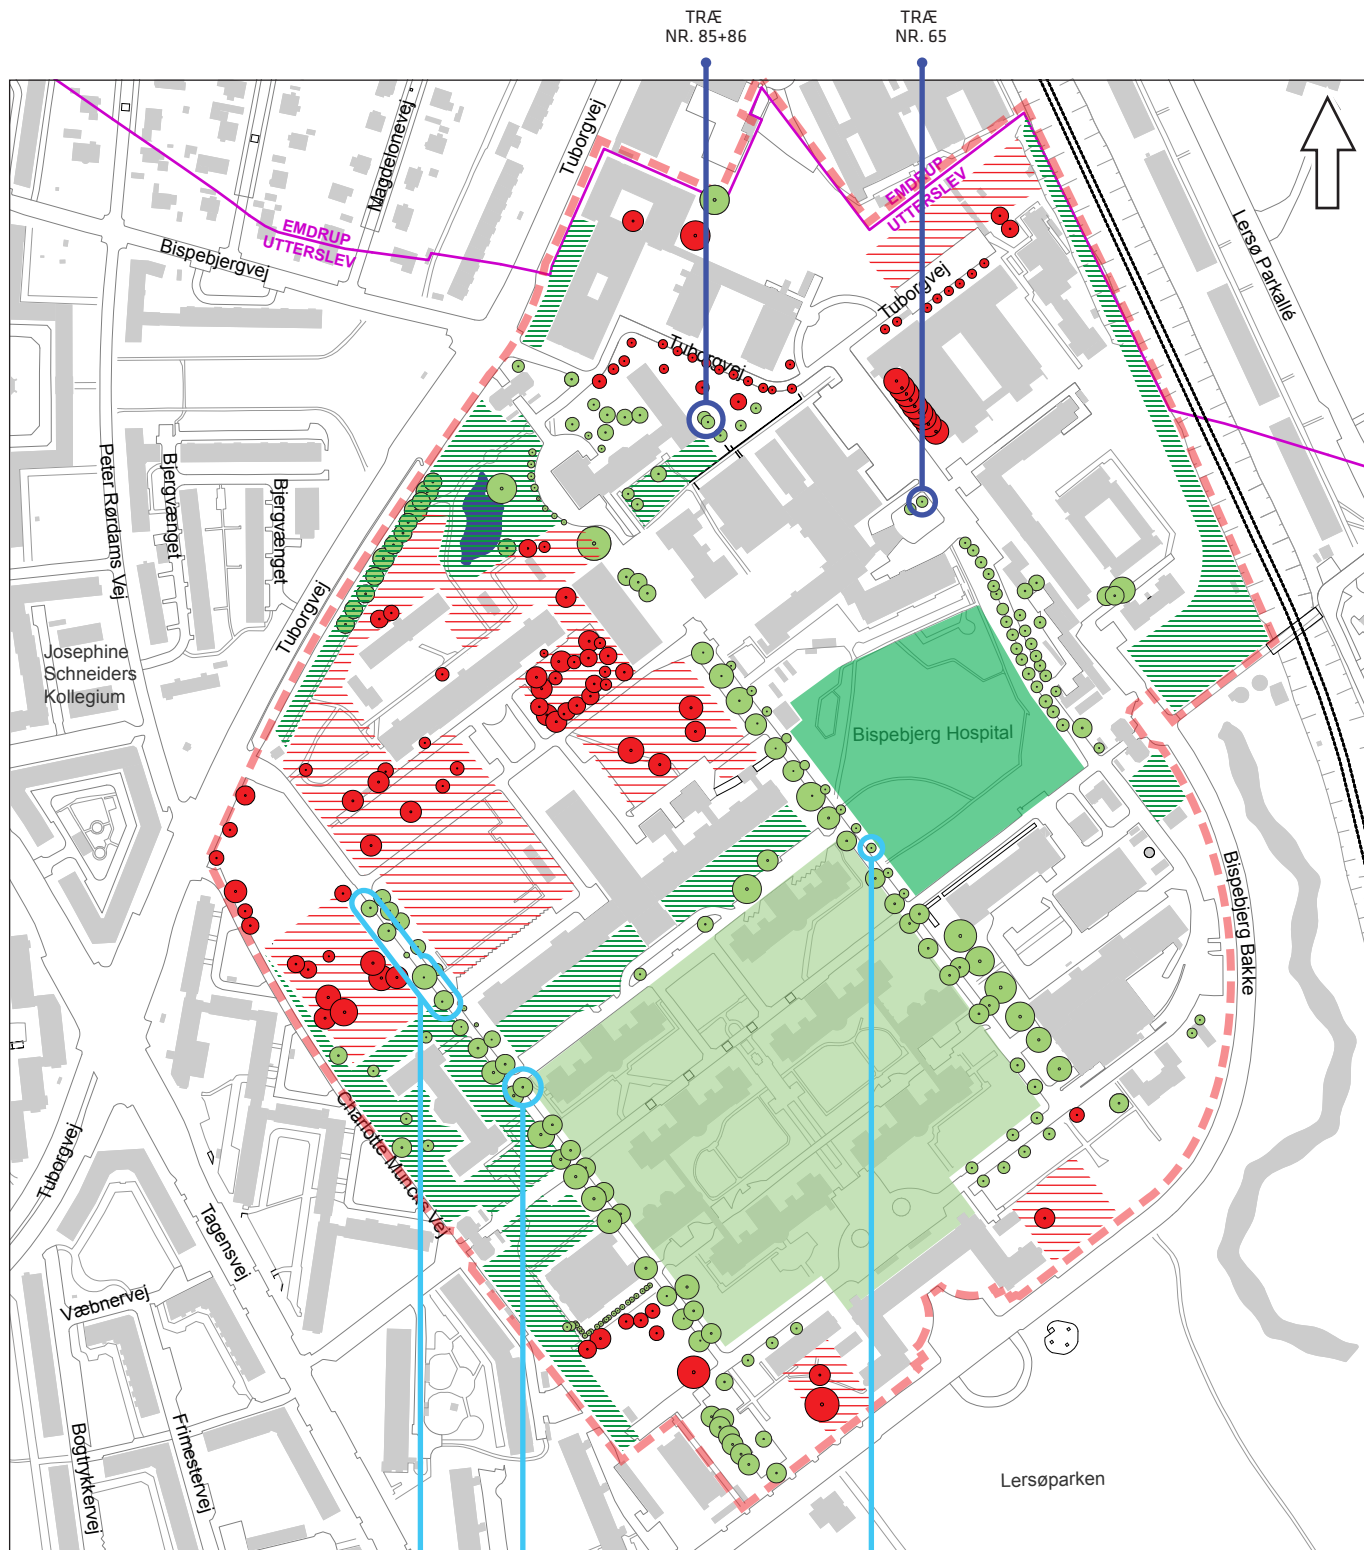 TRÆ
NR. 85+86
TRÆ
NR. 65
Magdelonevej
Tuborgvej
EMDRUP
UTTERSLEV
EMDRUP
UTTERSLEV
Bispebjergvej
Lersø Parkallé
Tuborgvej
Tuborgvej
Peter Rørdams Vej
Bjergvænget
Bjergvænget
Tuborgvej
Josephine
Schneiders
Kollegium
Bispebjerg Hospital
Bispebjerg Bakke
Charlotte Muncks Vej
Tuborgvej
Tagensvej
Væbnervej
Bogtrykkervej
Frimestervej
Lersøparken